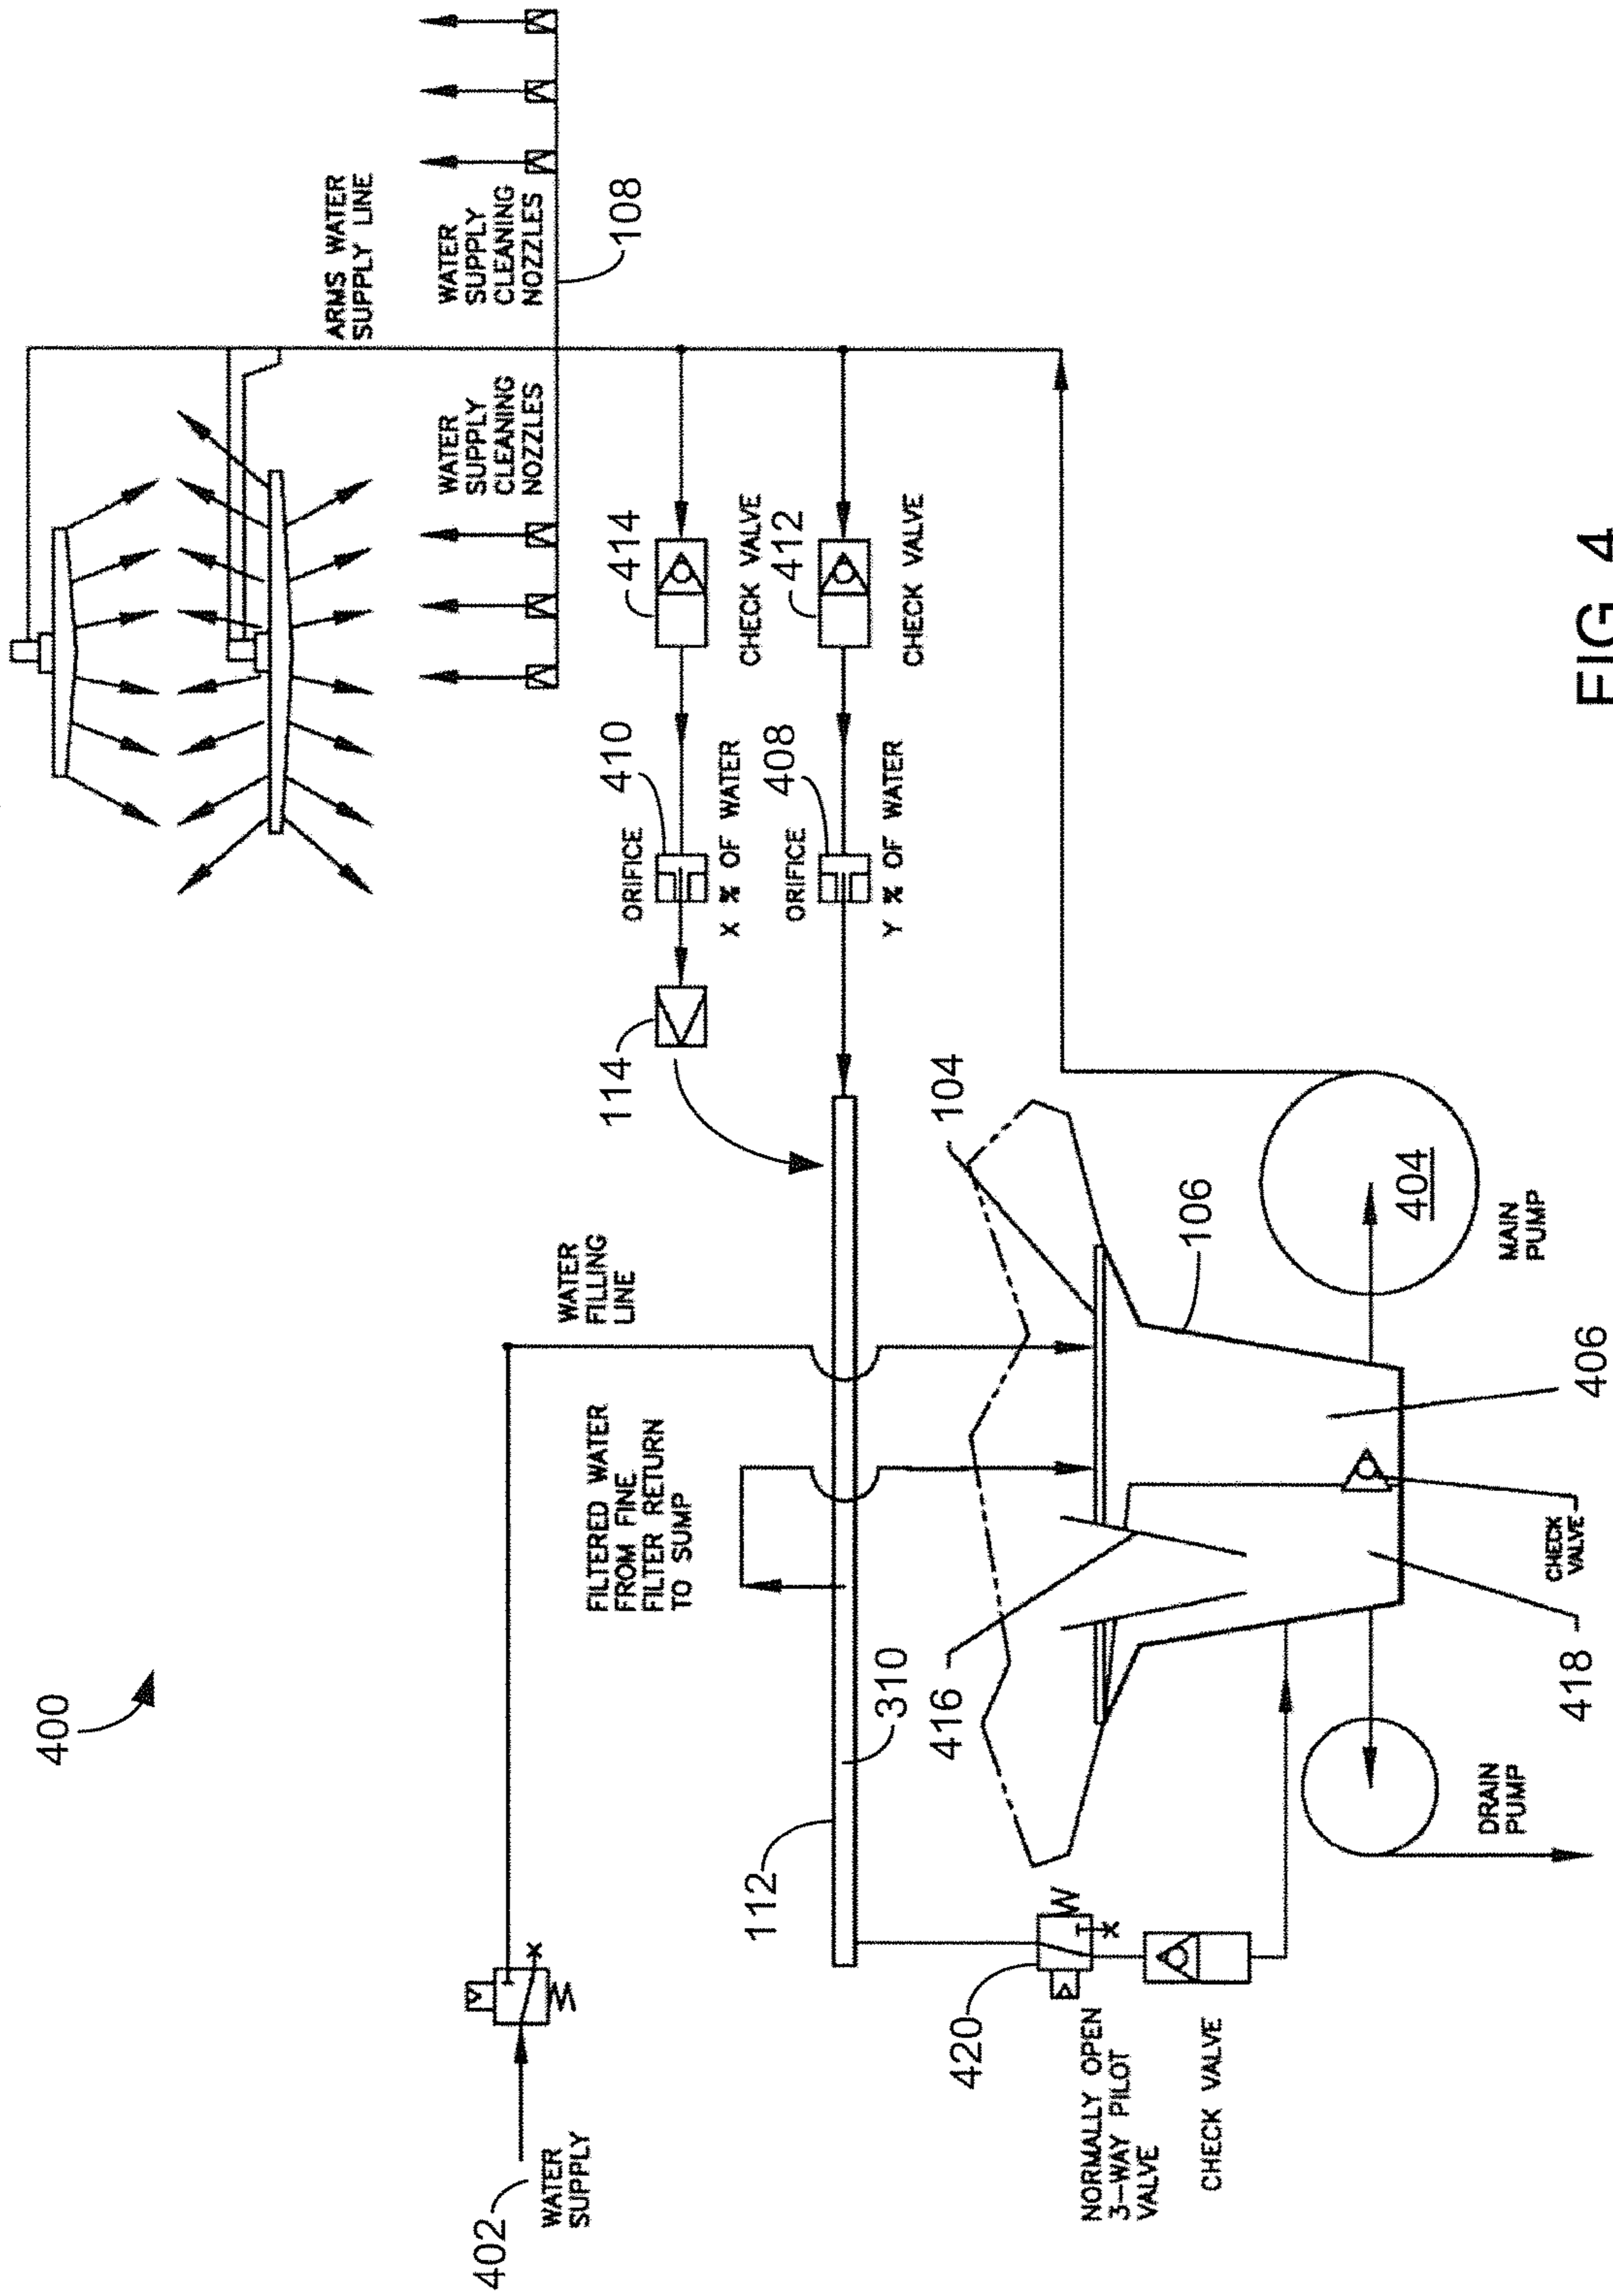 400
402
WATER
SUPPLY
WATER
FILLING
LINE
FILTERED WATER
FROM FINE
FILTER RETURN
TO SUMP
ARMS WATER
SUPPLY LINE
WATER
SUPPLY
CLEANING
NOZZLES
WATER
SUPPLY
CLEANING
NOZZLES
108
114
ORIFICE
410
X % OF WATER
414
CHECK VALVE
ORIFICE
408
Y % OF WATER
412
CHECK VALVE
112
310
416
104
106
420
NORMALLY OPEN
3-WAY PILOT
VALVE
CHECK VALVE
DRAIN
PUMP
418
CHECK
VALVE
406
404
MAIN
PUMP
FIG. 4